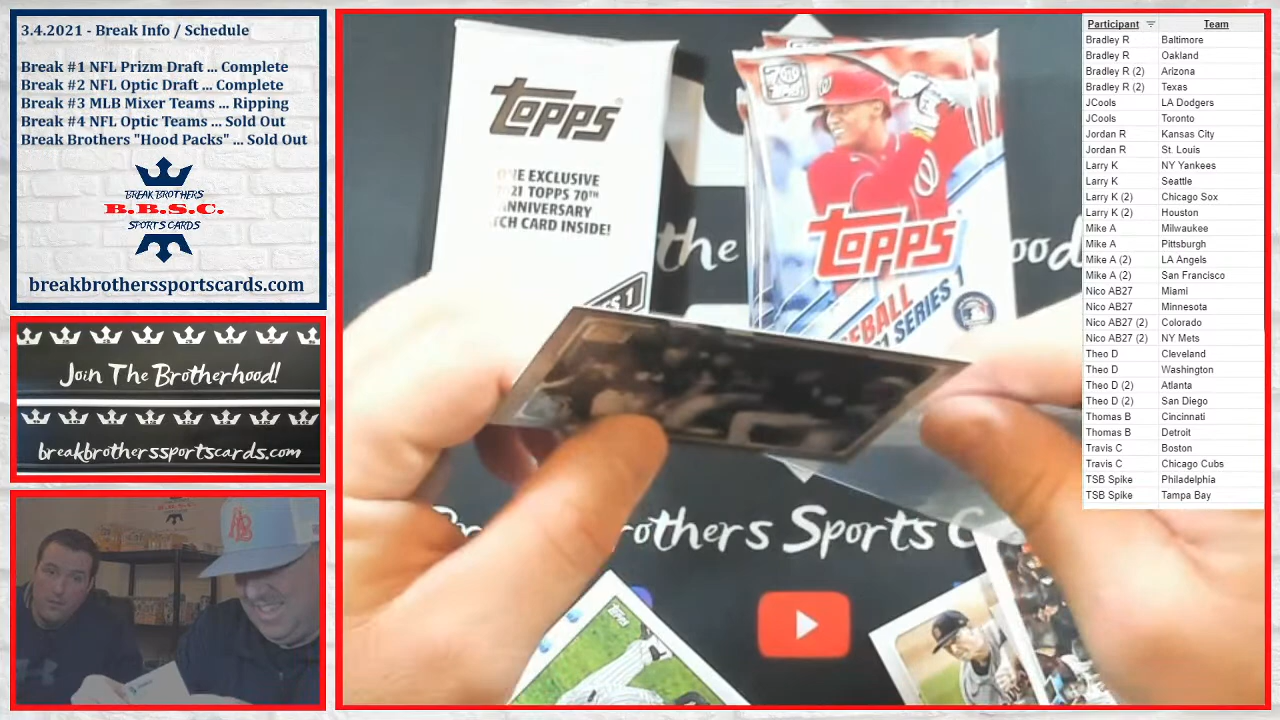 3.4.2021 - Break Info / Schedule
Break #1 NFL Prizm Draft ... Complete
Break #2 NFL Optic Draft ... Complete
Break #3 MLB Mixer Teams ... Ripping
Break #4 NFL Optic Teams ... Sold Out
Break Brothers "Hood Packs" ... Sold Out
BREAK BROTHERS
B.B.S.C.
SPORTS CARDS
breakbrotherssportscards.com
Join The Brotherhood!
breakbrotherssportscards.com
TOPPS
EXCLUSIVE
21 TOPPS 70TH
ANNIVERSARY
CARD INSIDE!
70
TOPPS
BASEBALL
SERIES 1
the
ood
Brothers Sports C
TOPPS
Participant Team
Bradley R Baltimore
Bradley R Oakland
Bradley R (2) Arizona
Bradley R (2) Texas
JCools LA Dodgers
JCools Toronto
Jordan R Kansas City
Jordan R St. Louis
Larry K NY Yankees
Larry K Seattle
Larry K (2) Chicago Sox
Larry K (2) Houston
Mike A Milwaukee
Mike A Pittsburgh
Mike A (2) LA Angels
Mike A (2) San Francisco
Nico AB27 Miami
Nico AB27 Minnesota
Nico AB27 (2) Colorado
Nico AB27 (2) NY Mets
Theo D Cleveland
Theo D Washington
Theo D (2) Atlanta
Theo D (2) San Diego
Thomas B Cincinnati
Thomas B Detroit
Travis C Boston
Travis C Chicago Cubs
TSB Spike Philadelphia
TSB Spike Tampa Bay